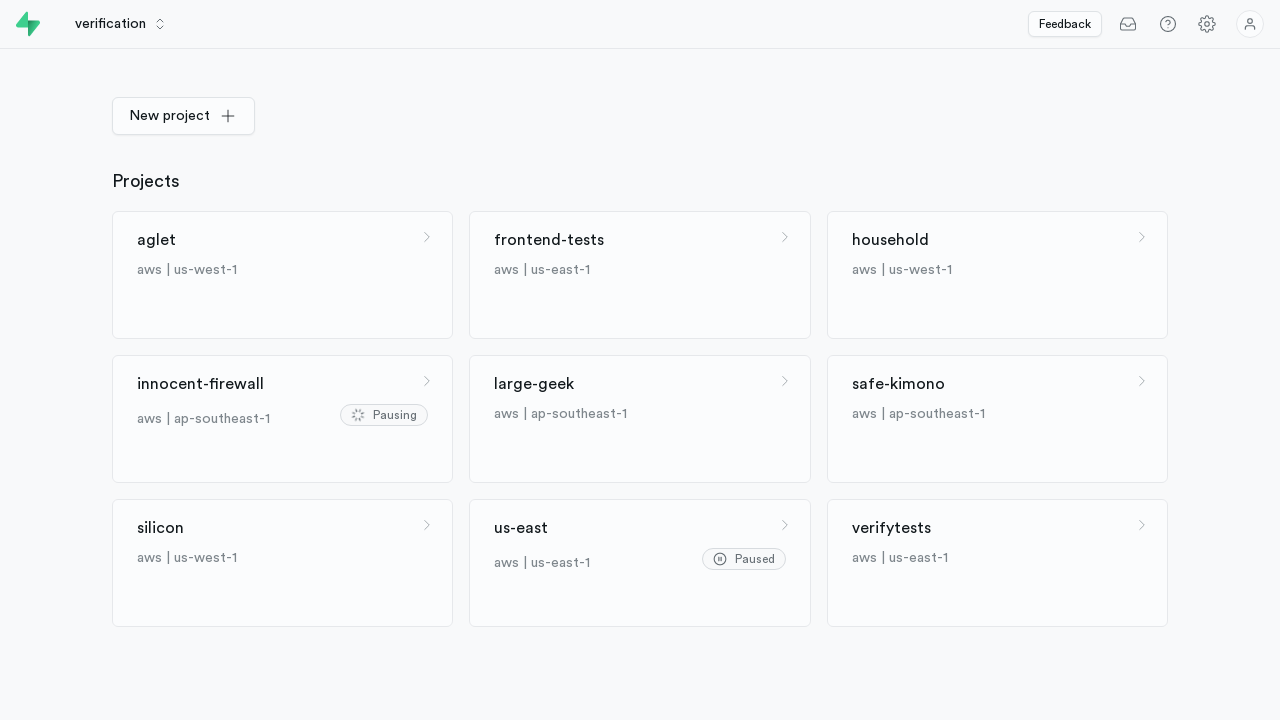 verification
Feedback
New project
Projects
aglet
aws | us-west-1
frontend-tests
aws | us-east-1
household
aws | us-west-1
innocent-firewall
aws | ap-southeast-1
Pausing
large-geek
aws | ap-southeast-1
safe-kimono
aws | ap-southeast-1
silicon
aws | us-west-1
us-east
aws | us-east-1
Paused
verifytests
aws | us-east-1